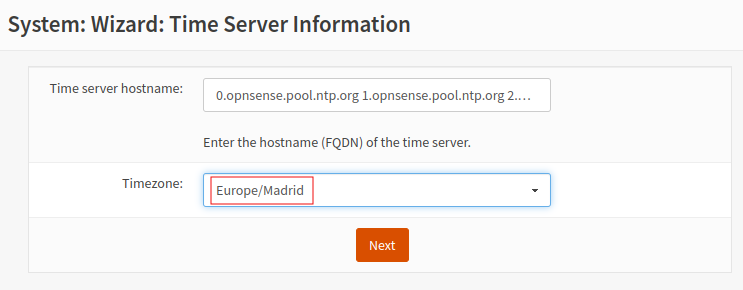 System: Wizard: Time Server Information
Time server hostname:
0.opnsense.pool.ntp.org 1.opnsense.pool.ntp.org 2.…
Enter the hostname (FQDN) of the time server.
Timezone:
Europe/Madrid
Next